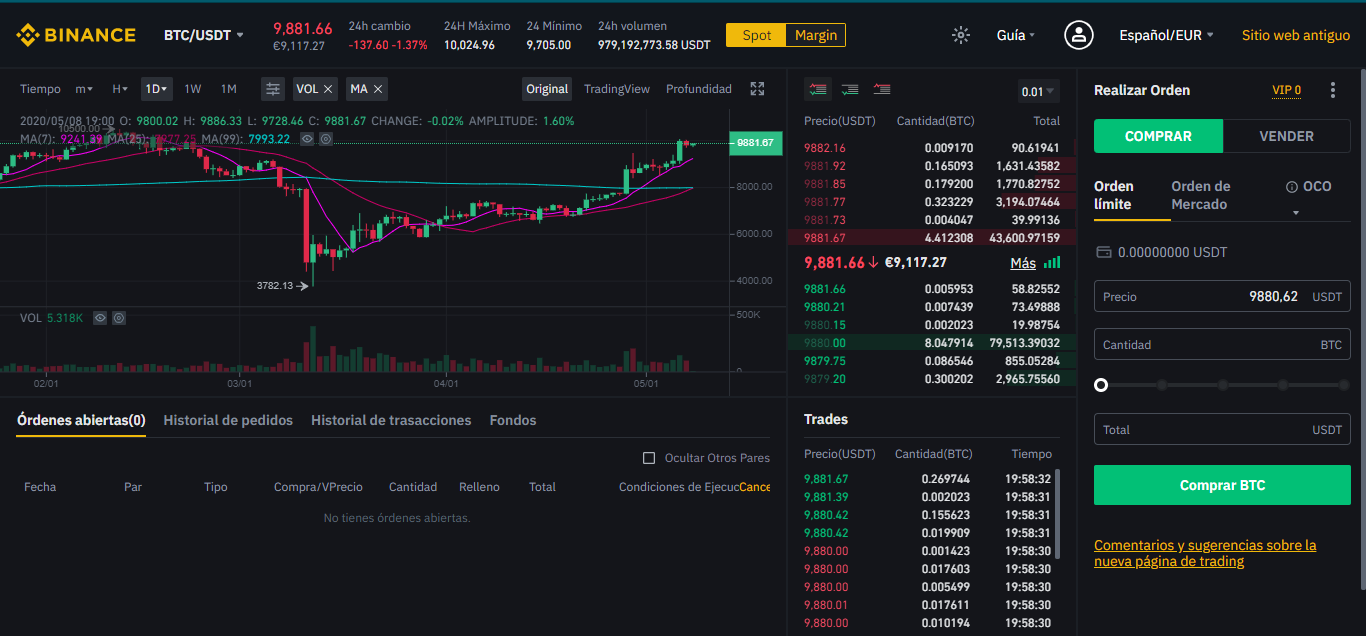 BINANCE
BTC/USDT
9,881.66
€9,117.27
24h cambio
-137.60 -1.37%
24H Máximo
10,024.96
24 Mínimo
9,705.00
24h volumen
979,192,773.58 USDT
Spot Margin
Guía
Español/EUR
Sitio web antiguo
Tiempo m H 1D 1W 1M VOL MA Original TradingView Profundidad
2020/05/08 19:00 O: 9800.02 H: 9886.33 L: 9728.46 C: 9881.67 CHANGE: -0.02% AMPLITUDE: 1.60%
10500.00
MA(7): MA(25): MA(99): 7993.22
9881.67
8000.00
6000.00
4000.00
3782.13
VOL 5.318K
500K
0
02/01 03/01 04/01 05/01
0.01
Precio(USDT) Cantidad(BTC) Total
9882.16 0.009170 90.61941
9881.92 0.165093 1,631.43582
9881.85 0.179200 1,770.82752
9881.77 0.323229 3,194.07464
9881.73 0.004047 39.99136
9881.67 4.412308 43,600.97159
9,881.66 €9,117.27 Más
9881.66 0.005953 58.82552
9880.21 0.007439 73.49888
9880.15 0.002023 19.98754
9880.00 8.047914 79,513.39032
9879.75 0.086546 855.05284
9879.20 0.300202 2,965.75560
Realizar Orden VIP 0
COMPRAR VENDER
Orden límite
Orden de Mercado
OCO
0.00000000 USDT
Precio 9880,62 USDT
Cantidad BTC
Total USDT
Comprar BTC
Comentarios y sugerencias sobre la
nueva página de trading
Órdenes abiertas(0) Historial de pedidos Historial de trasacciones Fondos
Ocultar Otros Pares
Fecha Par Tipo Compra/VPrecio Cantidad Relleno Total Condiciones de EjecucCance
No tienes órdenes abiertas.
Trades
Precio(USDT) Cantidad(BTC) Tiempo
9,881.67 0.269744 19:58:32
9,881.39 0.002023 19:58:31
9,880.42 0.155623 19:58:31
9,880.42 0.019909 19:58:31
9,880.00 0.001423 19:58:30
9,880.00 0.017603 19:58:30
9,880.00 0.005499 19:58:30
9,880.01 0.017611 19:58:30
9,880.00 0.010194 19:58:30